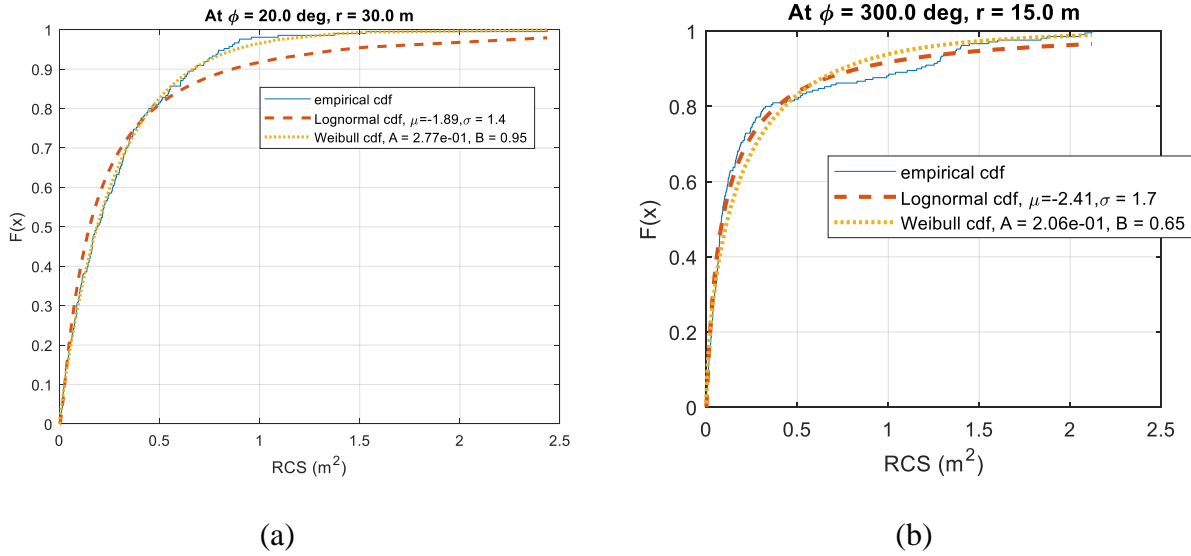 At ϕ = 20.0 deg, r = 30.0 m
1
0.9
0.8
0.7
0.6
0.5
0.4
0.3
0.2
0.1
0
F(x)
empirical cdf
Lognormal cdf, μ=-1.89,σ = 1.4
Weibull cdf, A = 2.77e-01, B = 0.95
0 0.5 1 1.5 2 2.5
RCS (m²)
(a)
At ϕ = 300.0 deg, r = 15.0 m
1
0.8
0.6
0.4
0.2
0
F(x)
empirical cdf
Lognormal cdf, μ=-2.41,σ = 1.7
Weibull cdf, A = 2.06e-01, B = 0.65
0 0.5 1 1.5 2 2.5
RCS (m²)
(b)